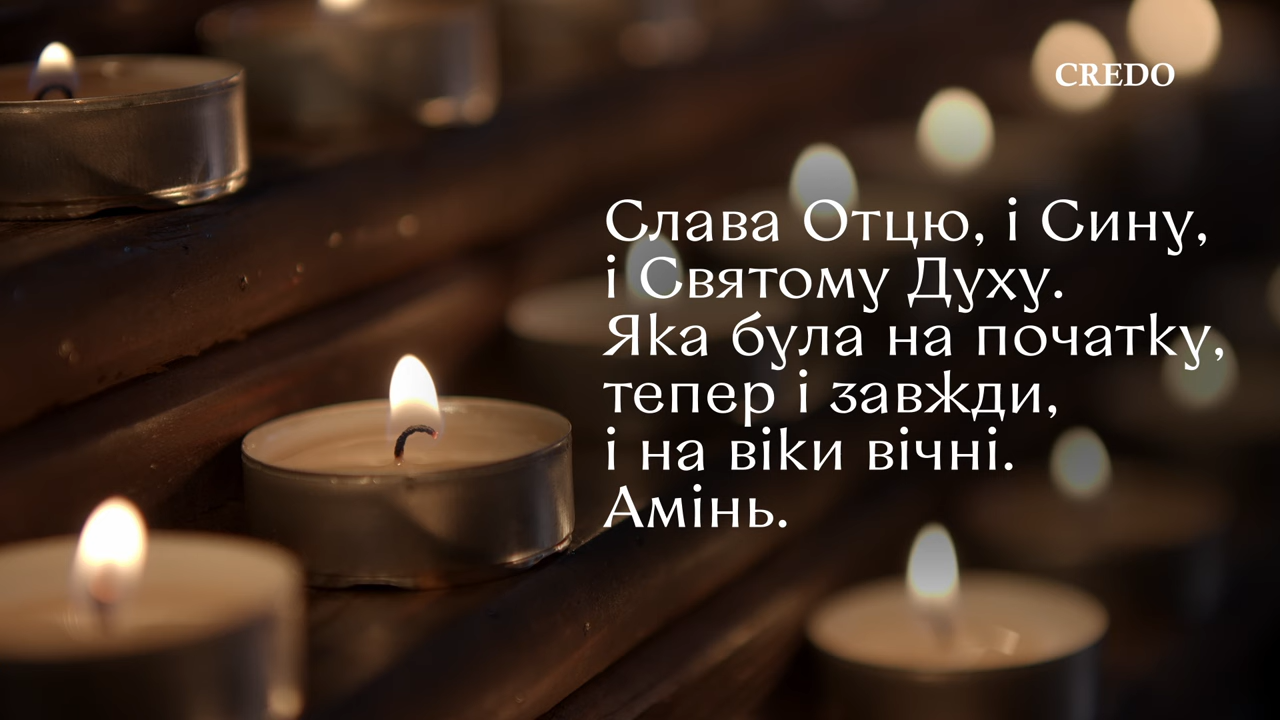 CREDO
Слава Отцю, і Сину,
і Святому Духу.
Яка була на початку,
тепер і завжди,
і на віки вічні.
Амінь.